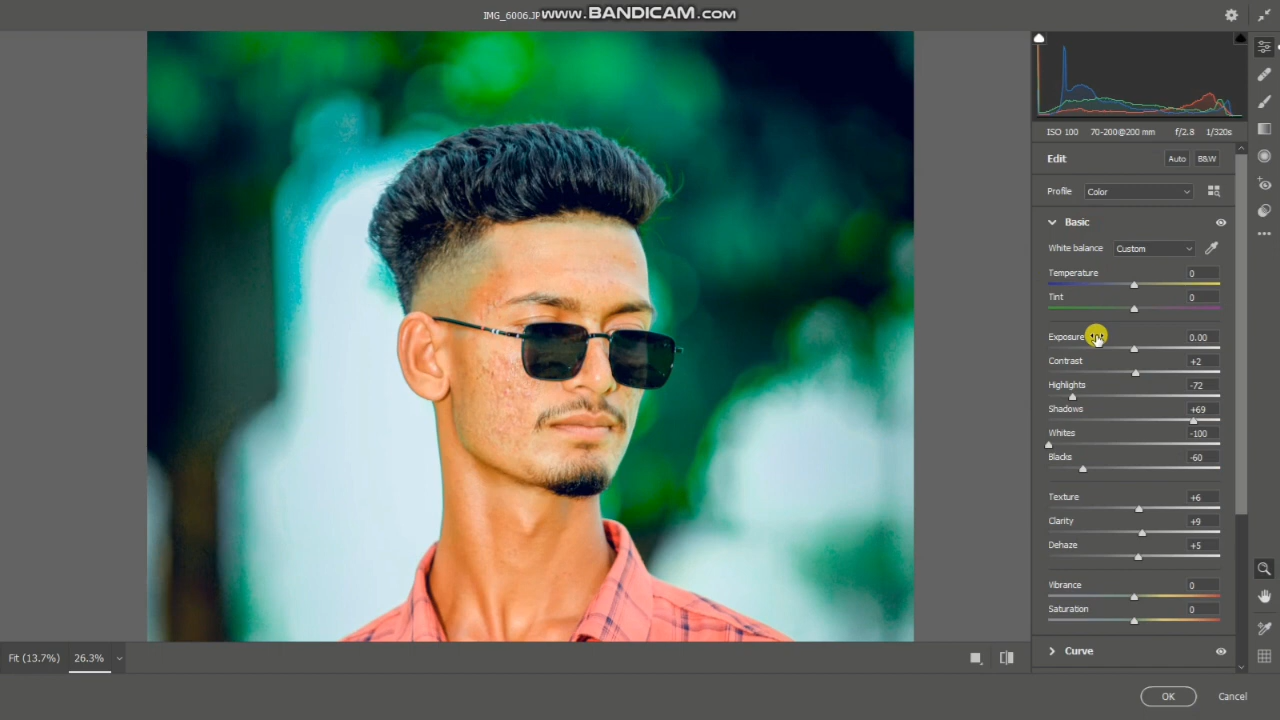 IMG_6006.JP
www.BANDICAM.com
ISO 100 70-200@200 mm f/2.8 1/320s
Edit Auto B&W
Profile Color
Basic
White balance Custom
Temperature 0
Tint 0
Exposure 0.00
Contrast +2
Highlights -72
Shadows +69
Whites -100
Blacks -60
Texture +6
Clarity +9
Dehaze +5
Vibrance 0
Saturation 0
Curve
Fit (13.7%) 26.3%
OK Cancel